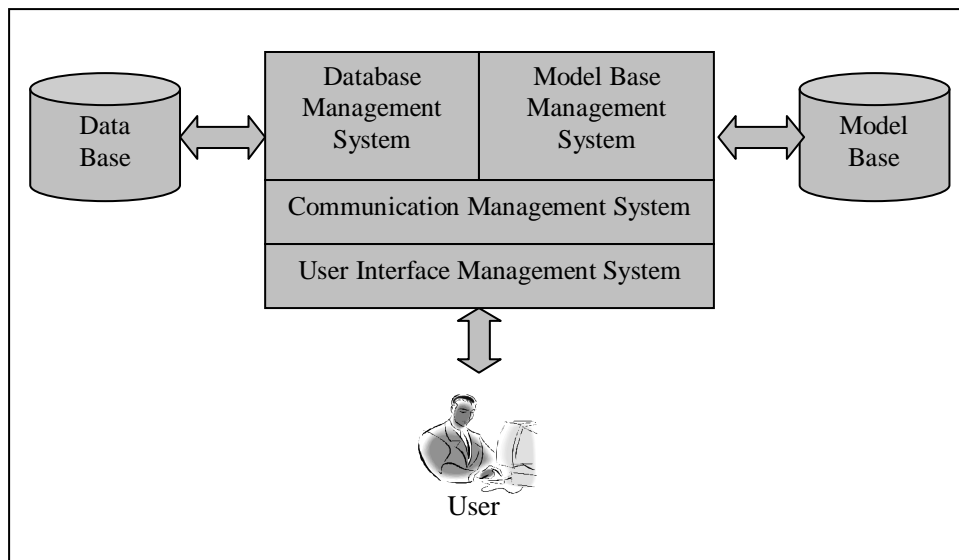 Database
Management
System
Model Base
Management
System
Data
Base
Model
Base
Communication Management System
User Interface Management System
User